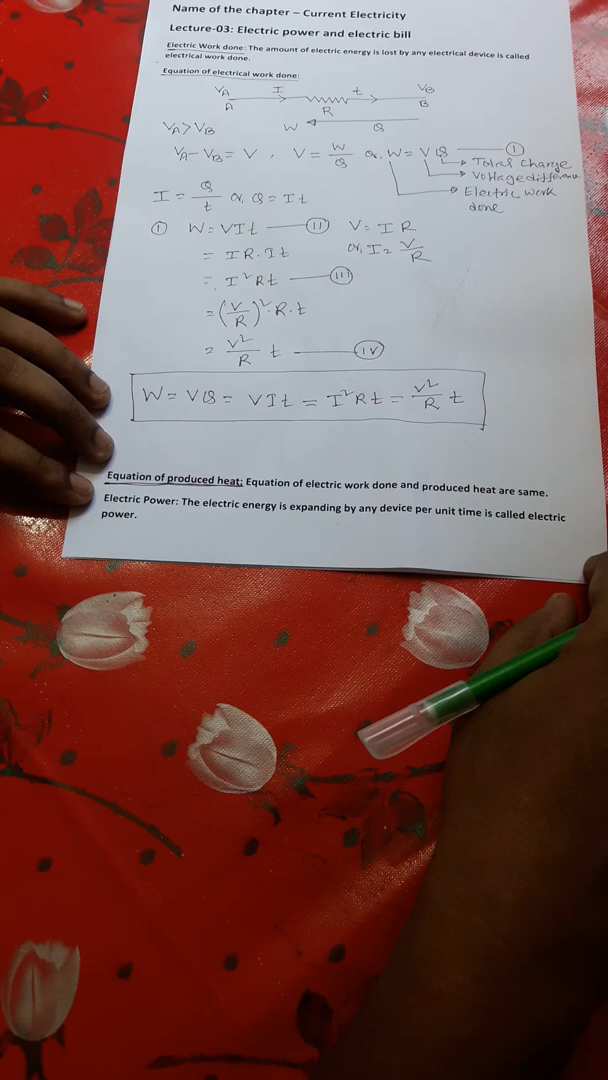 Name of the chapter – Current Electricity
Lecture-03: Electric power and electric bill
Electric Work done: The amount of electric energy is lost by any electrical device is called
electrical work done.
Equation of electrical work done:
VA I t VB
A R B
VA > VB W Q
VA - VB = V , V = W/Q or, W = VQ —— (I)
Total Charge
Voltage difference
Electric work
done
I = Q/t or, Q = It
(I) W = VIt —— (II) V = IR
= IR.It or, I = V/R
= I²Rt —— (III)
= (V/R)².R.t
= V²/R t —— (IV)
W = VQ = VIt = I²Rt = V²/R t
Equation of produced heat: Equation of electric work done and produced heat are same.
Electric Power: The electric energy is expanding by any device per unit time is called electric
power.